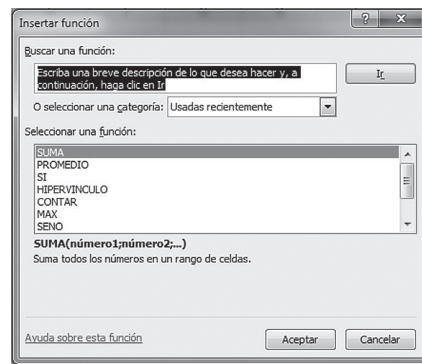 Insertar función
Buscar una función:
Escriba una breve descripción de lo que desea hacer y, a
continuación, haga clic en Ir
Ir
O seleccionar una categoría: Usadas recientemente
Seleccionar una función:
SUMA
PROMEDIO
SI
HIPERVINCULO
CONTAR
MAX
SENO
SUMA(número1;número2;...)
Suma todos los números en un rango de celdas.
Ayuda sobre esta función
Aceptar
Cancelar